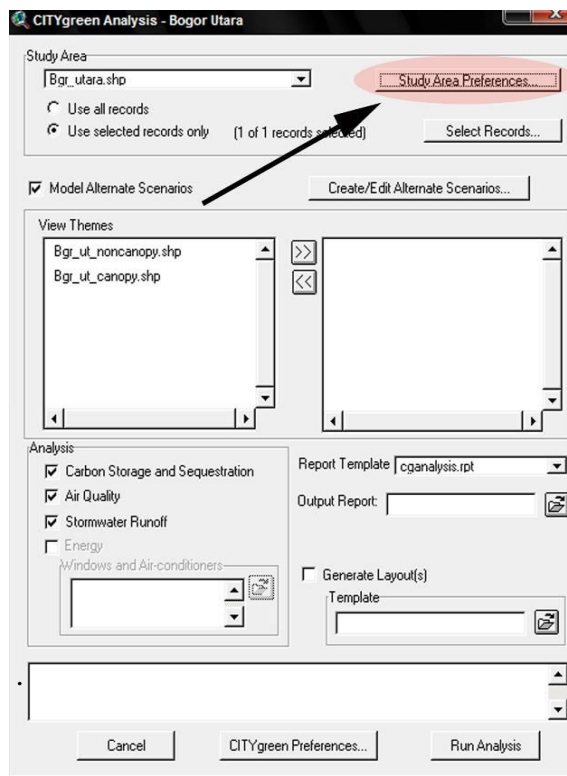 CITYgreen Analysis - Bogor Utara
Study Area
Bgr_utara.shp
Study Area Preferences...
Use all records
Use selected records only (1 of 1 records selected)
Select Records...
Model Alternate Scenarios
Create/Edit Alternate Scenarios...
View Themes
Bgr_ut_noncanopy.shp
Bgr_ut_canopy.shp
>>
<<
Analysis
Carbon Storage and Sequestration
Air Quality
Stormwater Runoff
Energy
Windows and Air-conditioners
Report Template cganalysis.rpt
Output Report:
Generate Layout(s)
Template
Cancel
CITYgreen Preferences...
Run Analysis